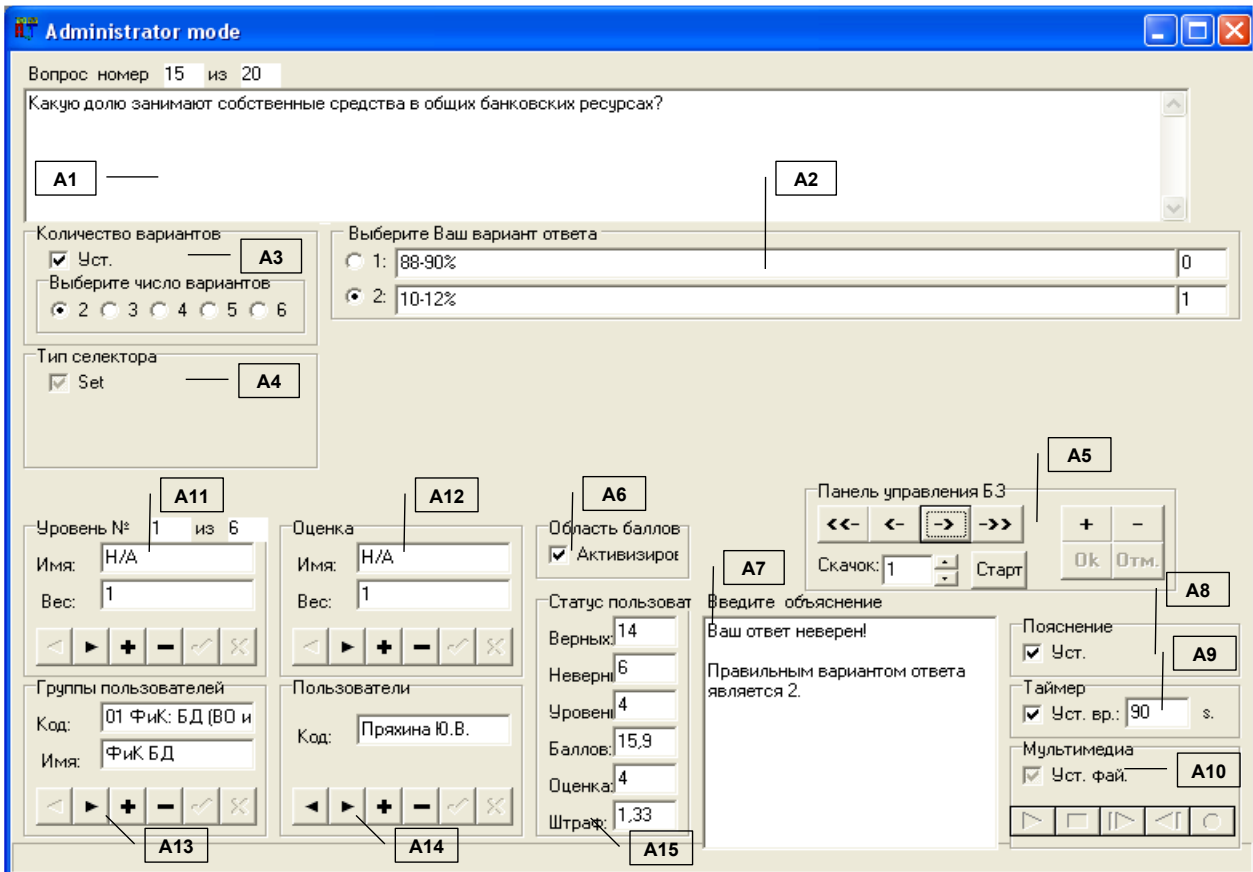 Administrator mode
Вопрос номер 15 из 20
Какую долю занимают собственные средства в общих банковских ресурсах?
A1
A2
Количество вариантов
Уст.
A3
Выберите число вариантов
2 3 4 5 6
Выберите Ваш вариант ответа
1: 88-90% 0
2: 10-12% 1
Тип селектора
Set
A4
A5
A11
A12
A6
Панель управления БЗ
<<- <- -> ->> + -
Скачок: 1 Старт Ok Отм.
Уровень № 1 из 6
Имя: Н/А
Вес: 1
Оценка
Имя: Н/А
Вес: 1
Область баллов
Активизиров
A7
A8
Статус пользоват
Верных: 14
Неверны 6
Уровень 4
Баллов: 15,9
Оценка: 4
Штраф: 1,33
Введите объяснение
Ваш ответ неверен!
Правильным вариантом ответа
является 2.
Пояснение
Уст.
A9
Таймер
Уст. вр.: 90 s.
Мультимедиа
Уст. фай.
A10
Группы пользователей
Код: 01 ФиК: БД (ВО и
Имя: ФиК БД
Пользователи
Код: Пряхина Ю.В.
A13
A14
A15